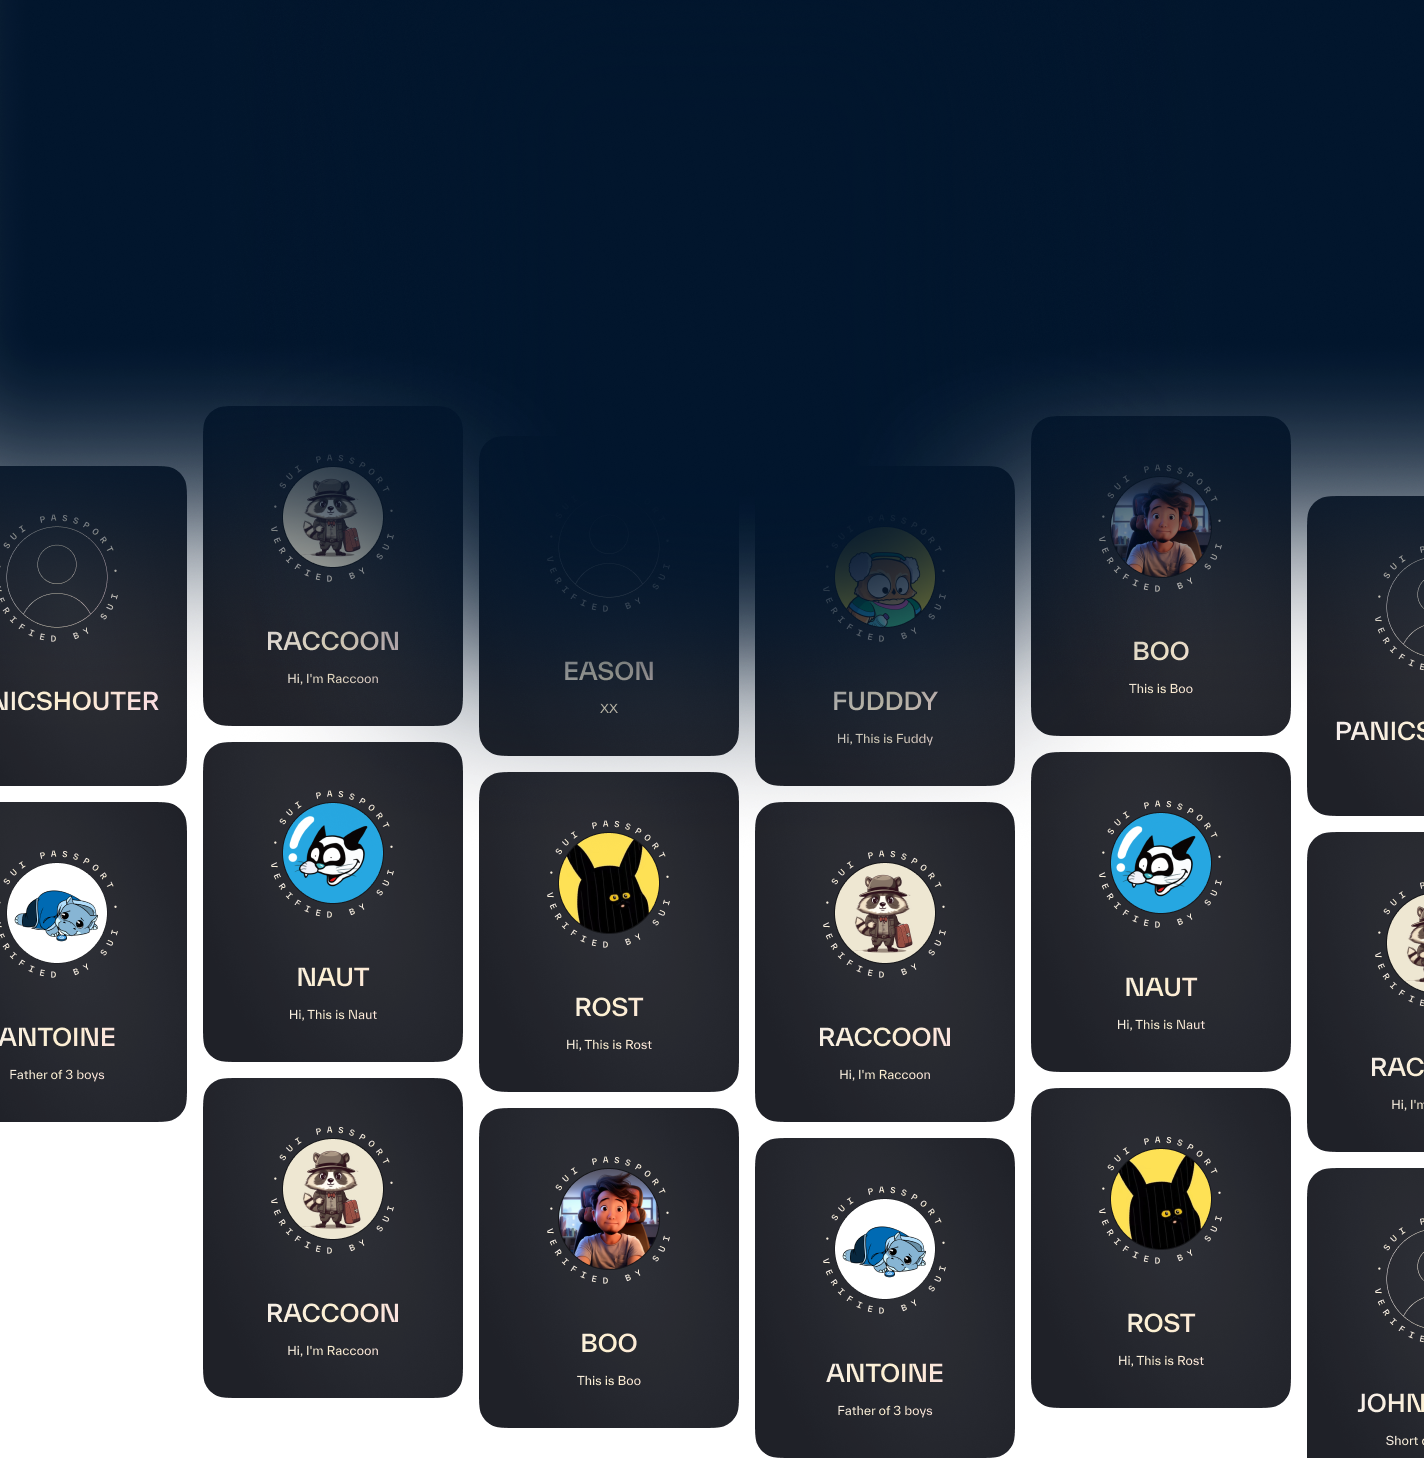 SUI PASSPORT
VERIFIED BY SUI
NICSHOUTER
SUI PASSPORT
VERIFIED BY SUI
ANTOINE
Father of 3 boys
SUI PASSPORT
VERIFIED BY SUI
RACCOON
Hi, I'm Raccoon
SUI PASSPORT
VERIFIED BY SUI
NAUT
Hi, This is Naut
SUI PASSPORT
VERIFIED BY SUI
RACCOON
Hi, I'm Raccoon
VERIFIED BY SUI
EASON
XX
SUI PASSPORT
VERIFIED BY SUI
ROST
Hi, This is Rost
SUI PASSPORT
VERIFIED BY SUI
BOO
This is Boo
SUI PASSPORT
VERIFIED BY SUI
FUDDDY
Hi, This is Fuddy
SUI PASSPORT
VERIFIED BY SUI
RACCOON
Hi, I'm Raccoon
SUI PASSPORT
VERIFIED BY SUI
ANTOINE
Father of 3 boys
SUI PASSPORT
VERIFIED BY SUI
BOO
This is Boo
SUI PASSPORT
VERIFIED BY SUI
NAUT
Hi, This is Naut
SUI PASSPORT
VERIFIED BY SUI
ROST
Hi, This is Rost
SUI P
VERIFIE
PANICS
SUI P
VERIFIE
RAC
Hi, I'm
SUI P
VERIFIE
JOHN
Short